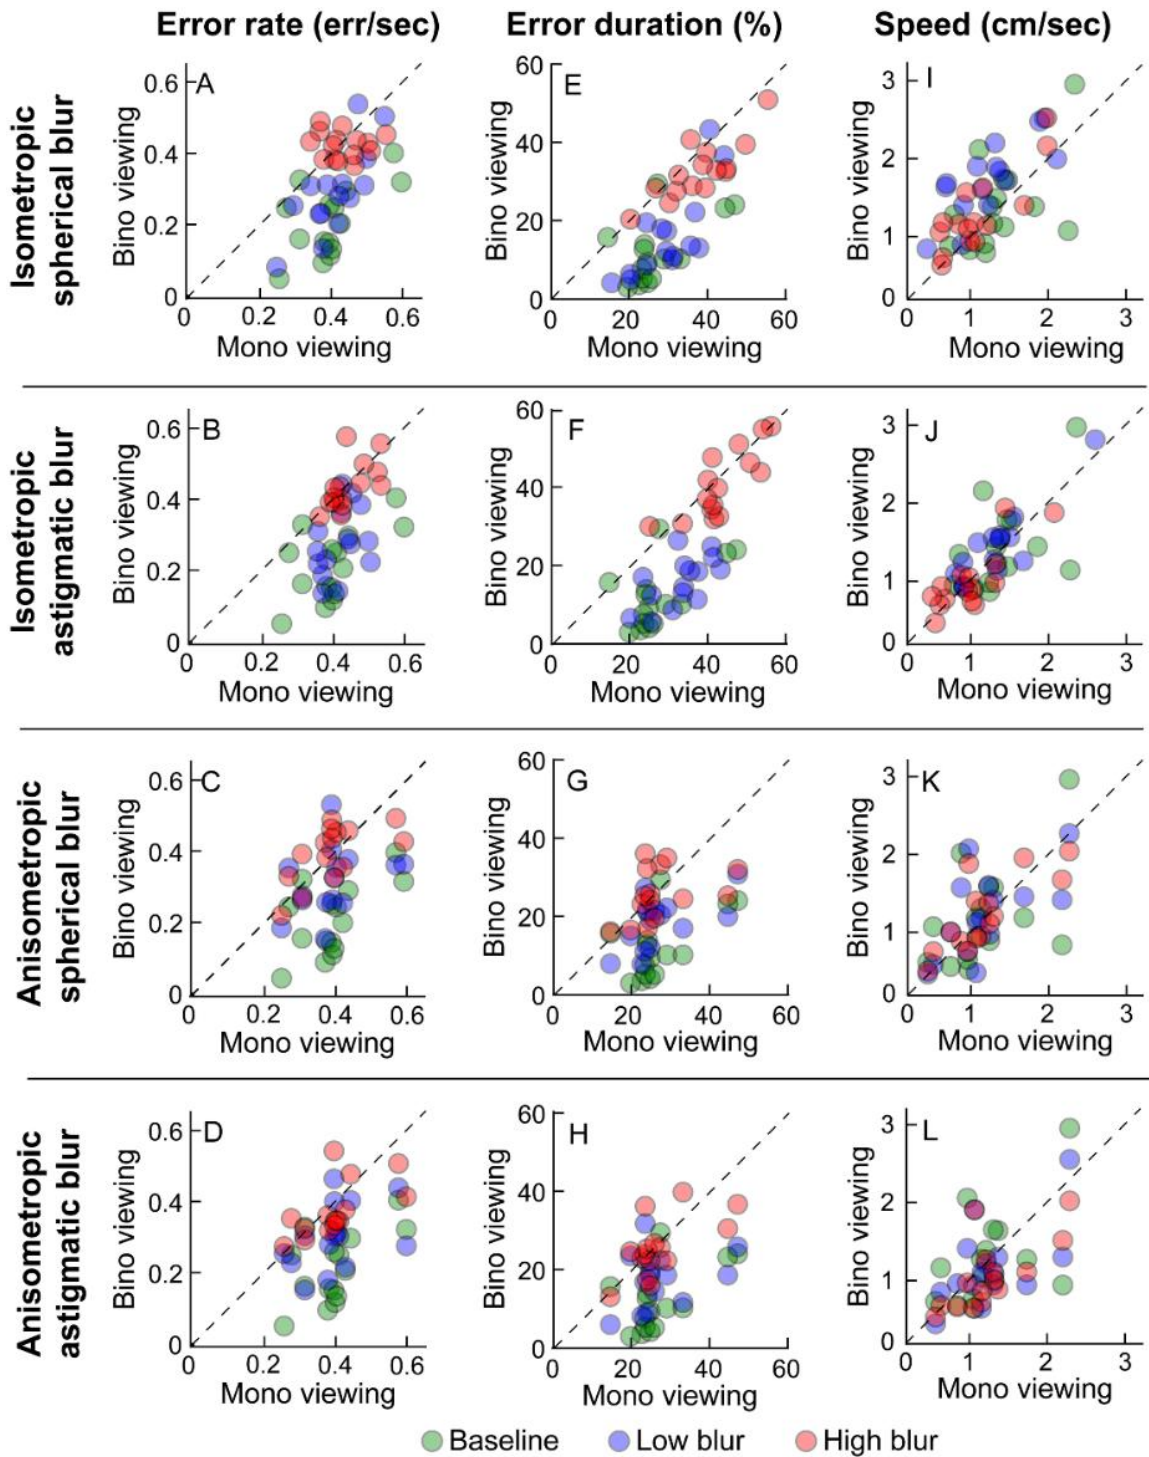 Error rate (err/sec) Error duration (%) Speed (cm/sec)
Isometropic
spherical blur
A
0.6
0.4
0.2
0
Bino viewing
0 0.2 0.4 0.6
Mono viewing
E
60
40
20
0
Bino viewing
0 20 40 60
Mono viewing
I
3
2
1
0
Bino viewing
0 1 2 3
Mono viewing
Isometropic
astigmatic blur
B
0.6
0.4
0.2
0
Bino viewing
0 0.2 0.4 0.6
Mono viewing
F
60
40
20
0
Bino viewing
0 20 40 60
Mono viewing
J
3
2
1
0
Bino viewing
0 1 2 3
Mono viewing
Anisometropic
spherical blur
C
0.6
0.4
0.2
0
Bino viewing
0 0.2 0.4 0.6
Mono viewing
G
60
40
20
0
Bino viewing
0 20 40 60
Mono viewing
K
3
2
1
0
Bino viewing
0 1 2 3
Mono viewing
Anisometropic
astigmatic blur
D
0.6
0.4
0.2
0
Bino viewing
0 0.2 0.4 0.6
Mono viewing
H
60
40
20
0
Bino viewing
0 20 40 60
Mono viewing
L
3
2
1
0
Bino viewing
0 1 2 3
Mono viewing
Baseline Low blur High blur